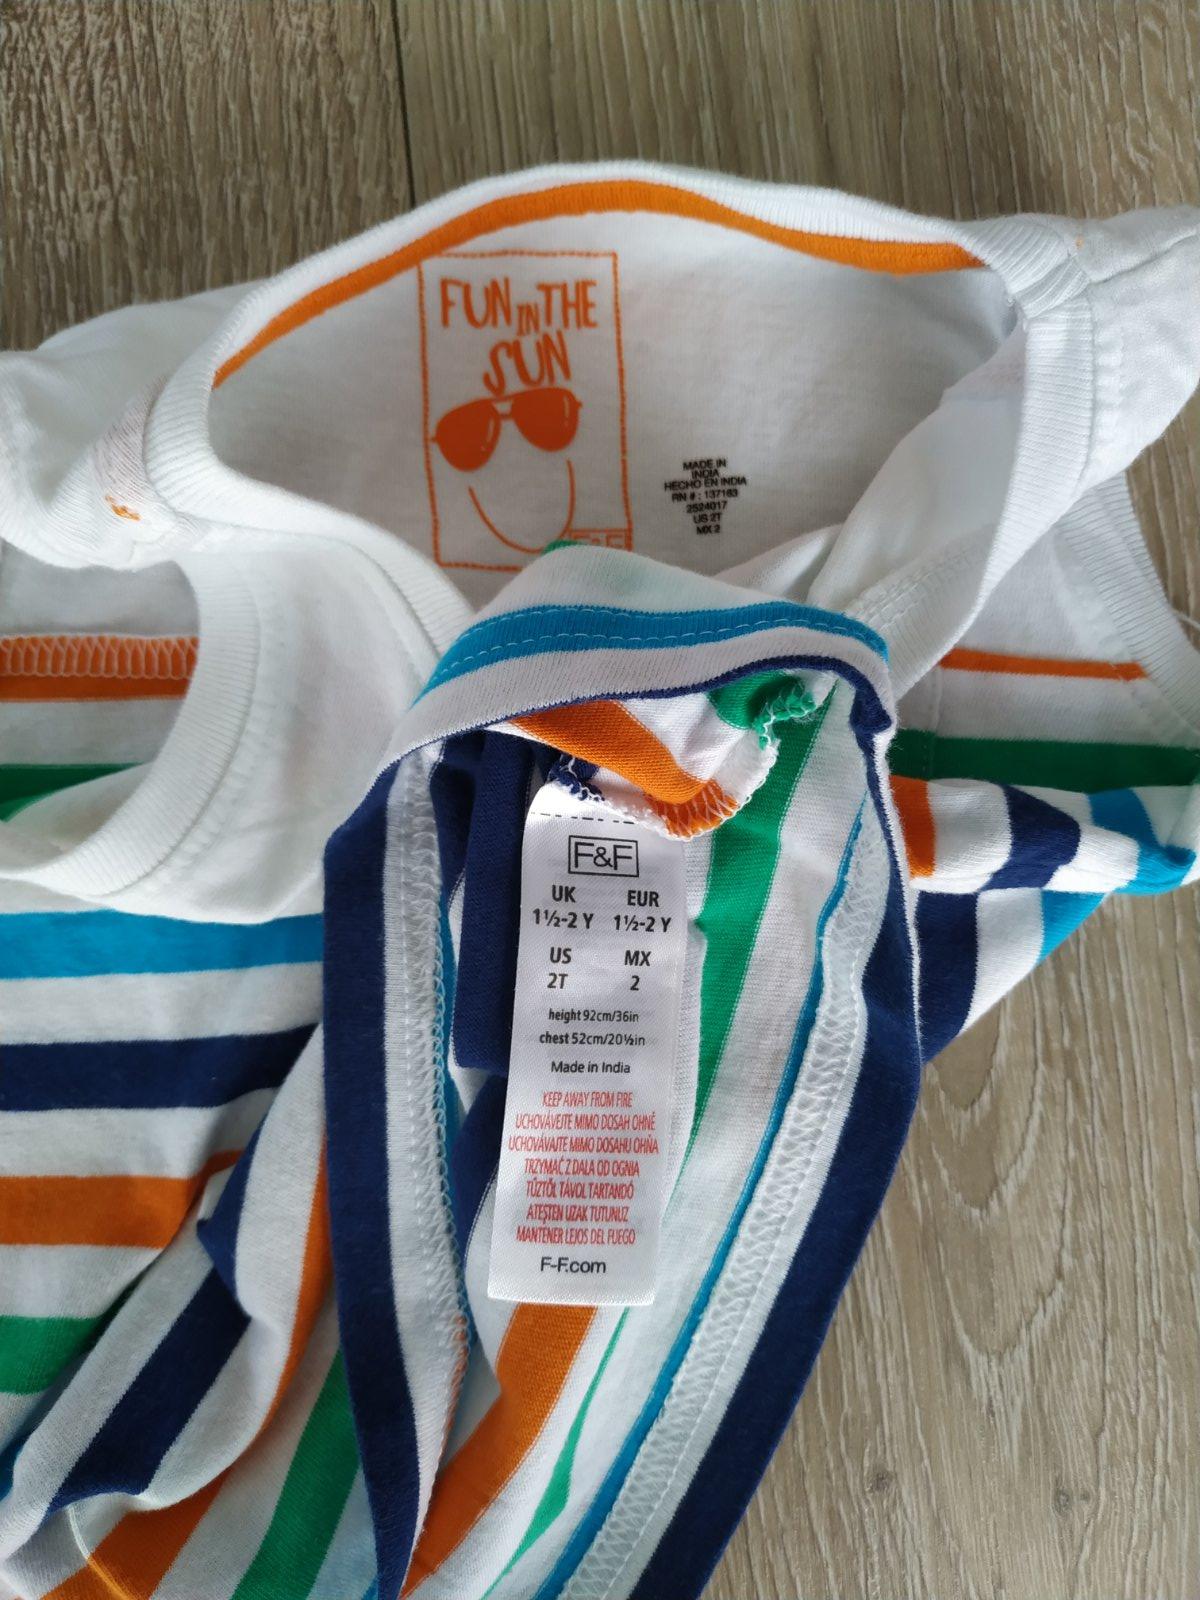 FUN IN THE
SUN
F&F
MADE IN
INDIA
HECHO EN INDIA
RN # : 137163
2524017
US 2T
MX 2
F&F
UK EUR
1½-2 Y 1½-2 Y
US MX
2T 2
height 92cm/36in
chest 52cm/20½in
Made in India
KEEP AWAY FROM FIRE
UCHOVÁVEJTE MIMO DOSAH OHNĚ
UCHOVÁVAJTE MIMO DOSAHU OHŇA
TRZYMAĆ Z DALA OD OGNIA
TŰZTŐL TÁVOL TARTANDÓ
ATEŞTEN UZAK TUTUNUZ
MANTENER LEJOS DEL FUEGO
F-F.com